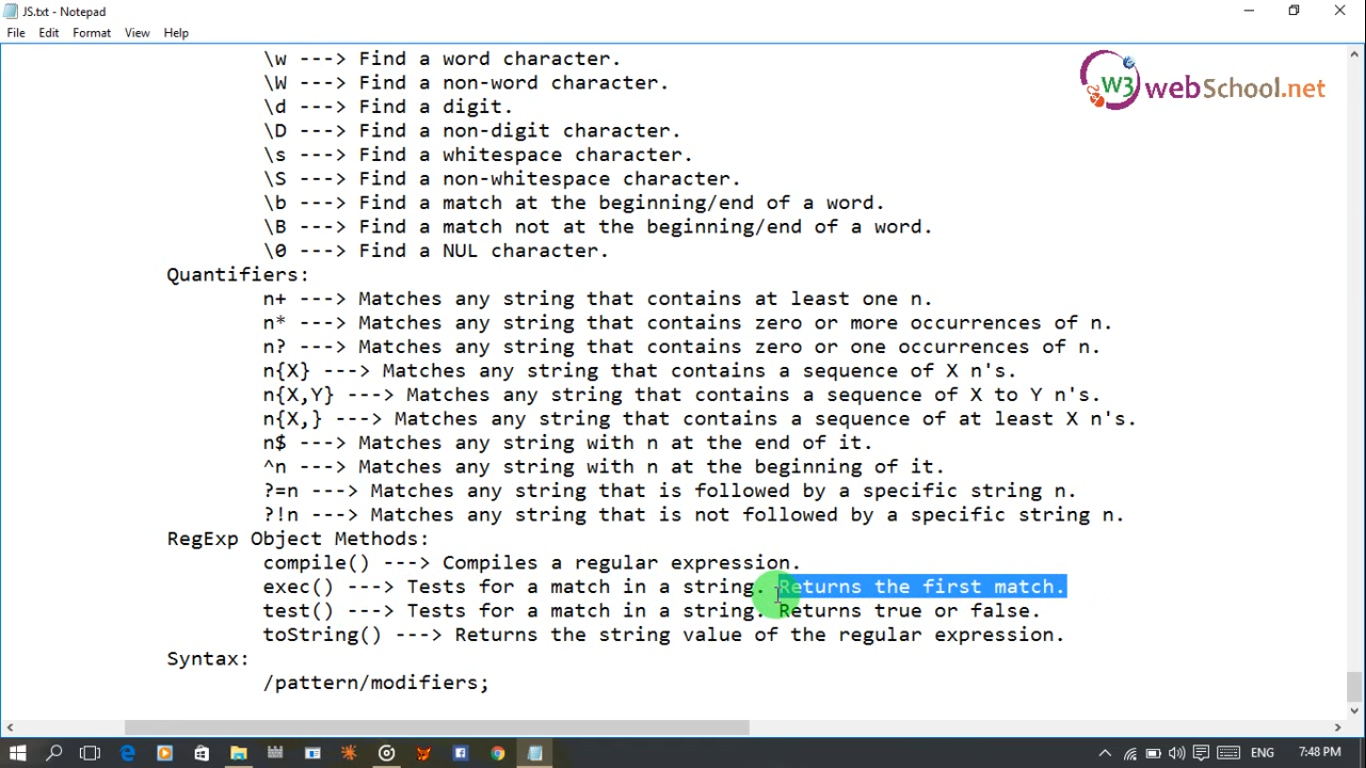 JS.txt - Notepad
File Edit Format View Help
W3 webSchool.net
\w ---> Find a word character.
\W ---> Find a non-word character.
\d ---> Find a digit.
\D ---> Find a non-digit character.
\s ---> Find a whitespace character.
\S ---> Find a non-whitespace character.
\b ---> Find a match at the beginning/end of a word.
\B ---> Find a match not at the beginning/end of a word.
\0 ---> Find a NUL character.
Quantifiers:
n+ ---> Matches any string that contains at least one n.
n* ---> Matches any string that contains zero or more occurrences of n.
n? ---> Matches any string that contains zero or one occurrences of n.
n{X} ---> Matches any string that contains a sequence of X n's.
n{X,Y} ---> Matches any string that contains a sequence of X to Y n's.
n{X,} ---> Matches any string that contains a sequence of at least X n's.
n$ ---> Matches any string with n at the end of it.
^n ---> Matches any string with n at the beginning of it.
?=n ---> Matches any string that is followed by a specific string n.
?!n ---> Matches any string that is not followed by a specific string n.
RegExp Object Methods:
compile() ---> Compiles a regular expression.
exec() ---> Tests for a match in a string. Returns the first match.
test() ---> Tests for a match in a string. Returns true or false.
toString() ---> Returns the string value of the regular expression.
Syntax:
/pattern/modifiers;
ENG 7:48 PM